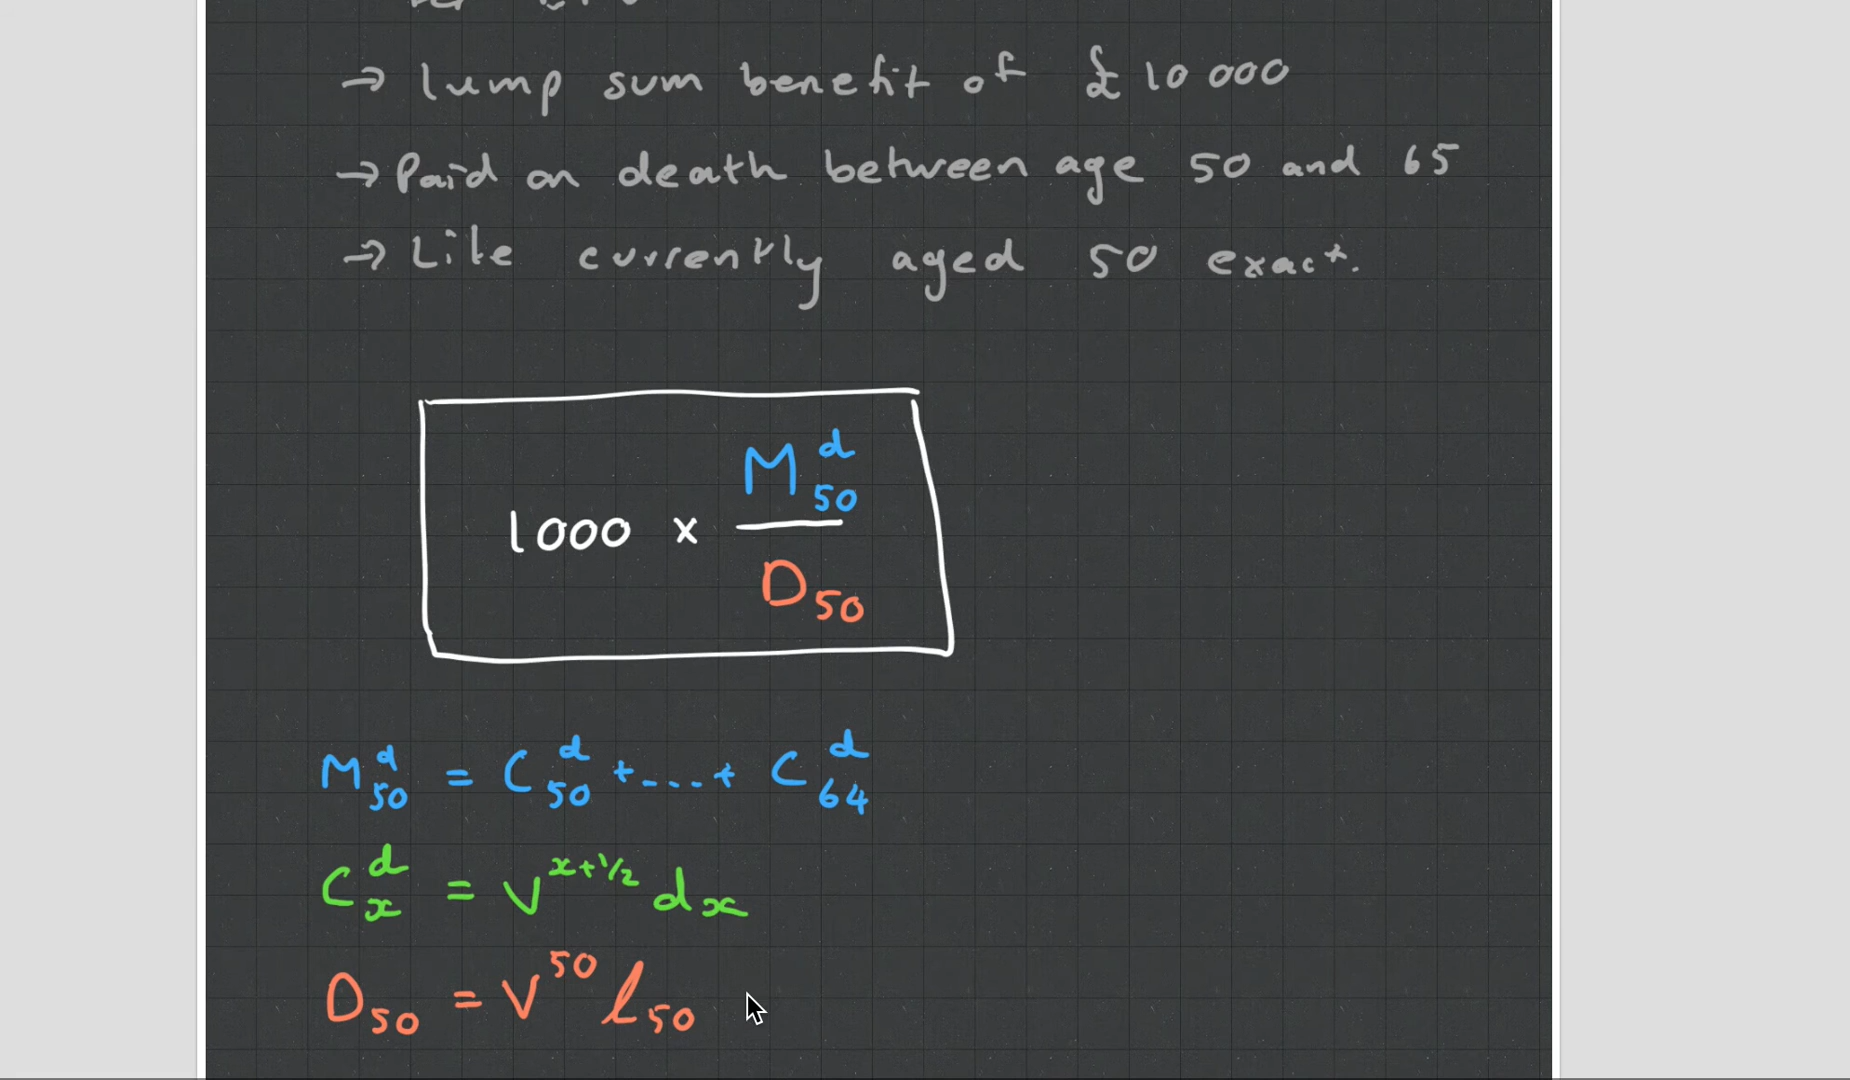 → lump sum benefit of £10 000
→ Paid on death between age 50 and 65
→ Life currently aged 50 exact.
1000 × M^d_50 / D_50
M^d_50 = C^d_50 + ... + C^d_64
C^d_x = V^(x+1/2) d_x
D_50 = V^50 l_50